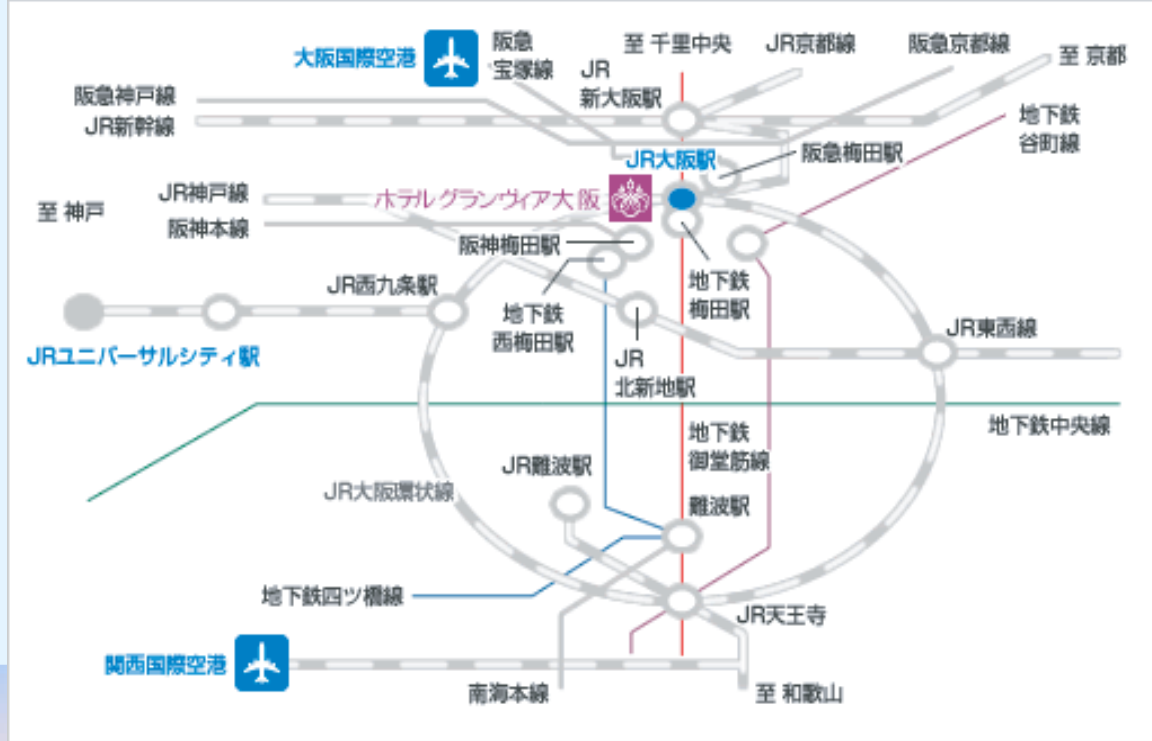 大阪国際空港
阪急
宝塚線
至 千里中央
JR京都線
阪急京都線
至 京都
JR
新大阪駅
阪急神戸線
JR新幹線
地下鉄
谷町線
JR大阪駅
阪急梅田駅
JR神戸線
ホテルグランヴィア大阪
至 神戸
阪神本線
阪神梅田駅
地下鉄
梅田駅
JR西九条駅
地下鉄
西梅田駅
JR東西線
JRユニバーサルシティ駅
JR
北新地駅
地下鉄中央線
地下鉄
御堂筋線
JR難波駅
JR大阪環状線
難波駅
地下鉄四ツ橋線
JR天王寺
関西国際空港
南海本線
至 和歌山